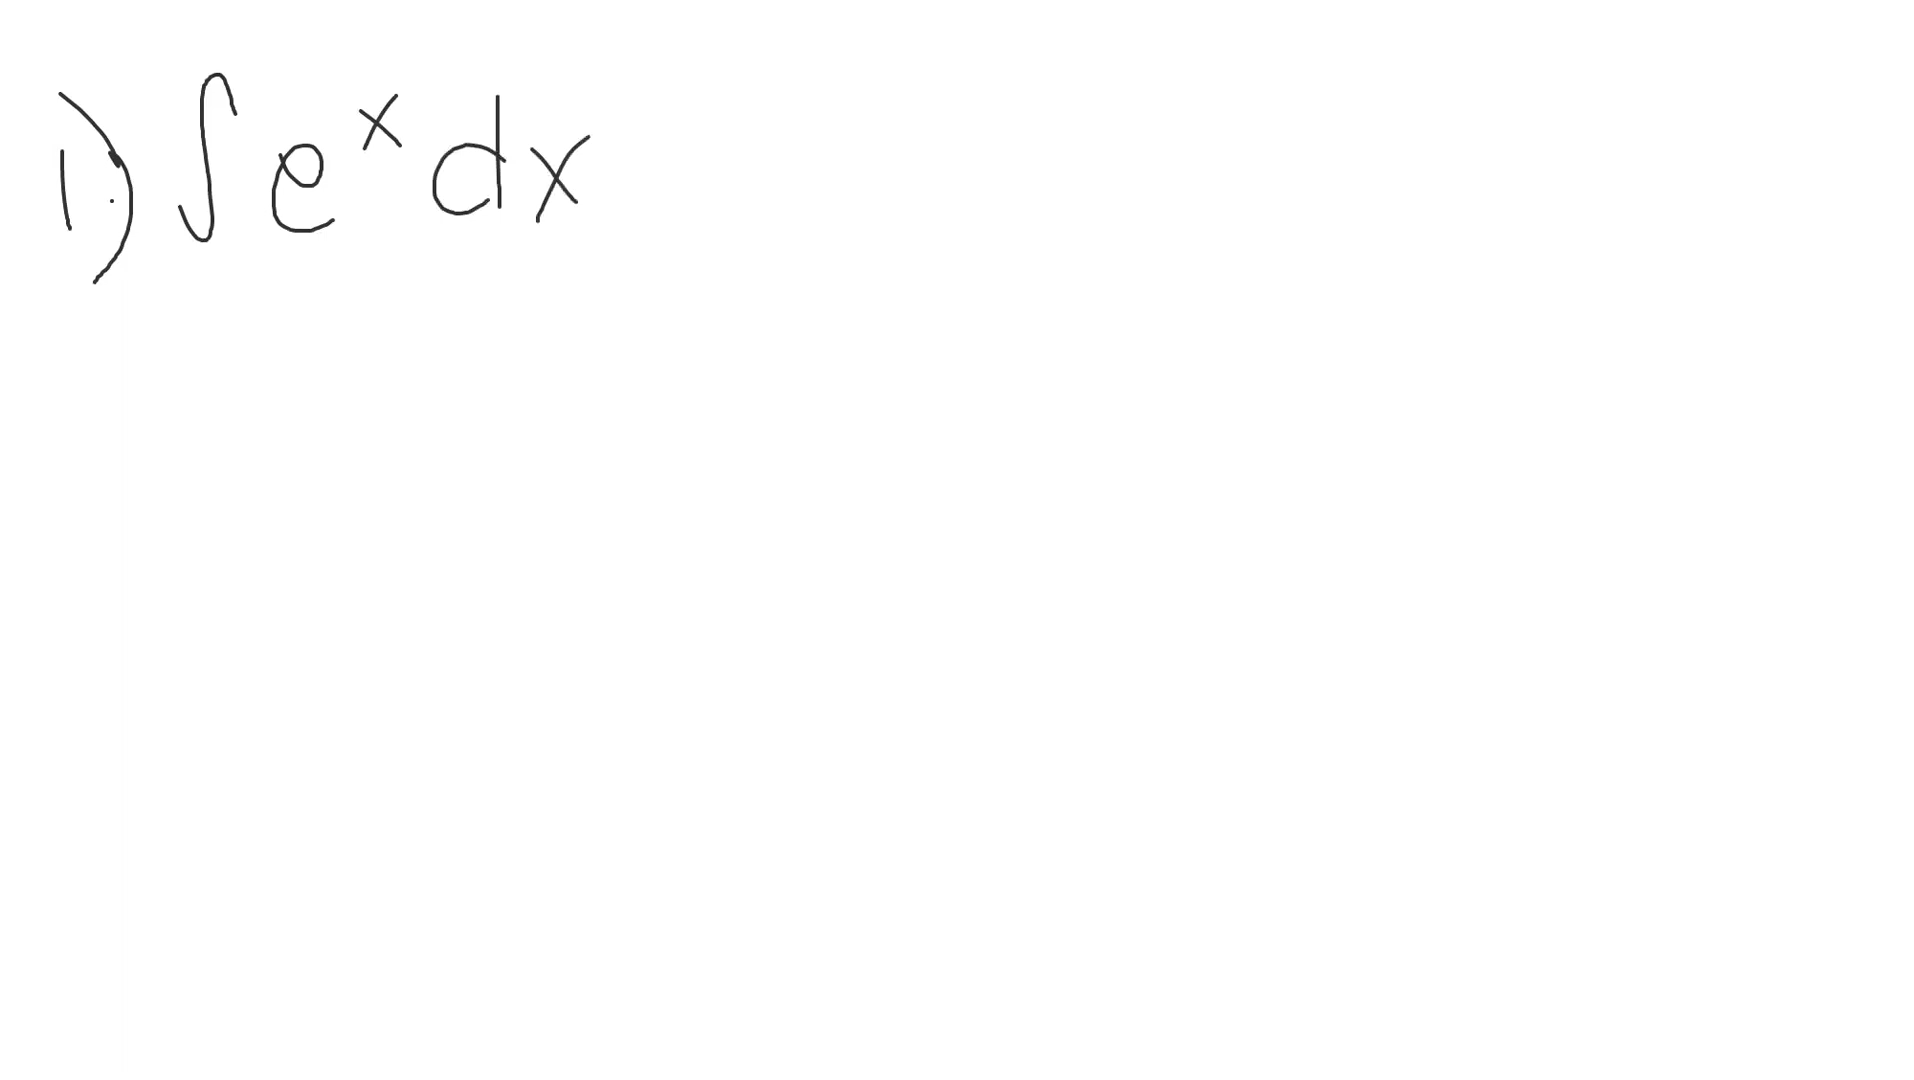 1.) ∫ e^x dx